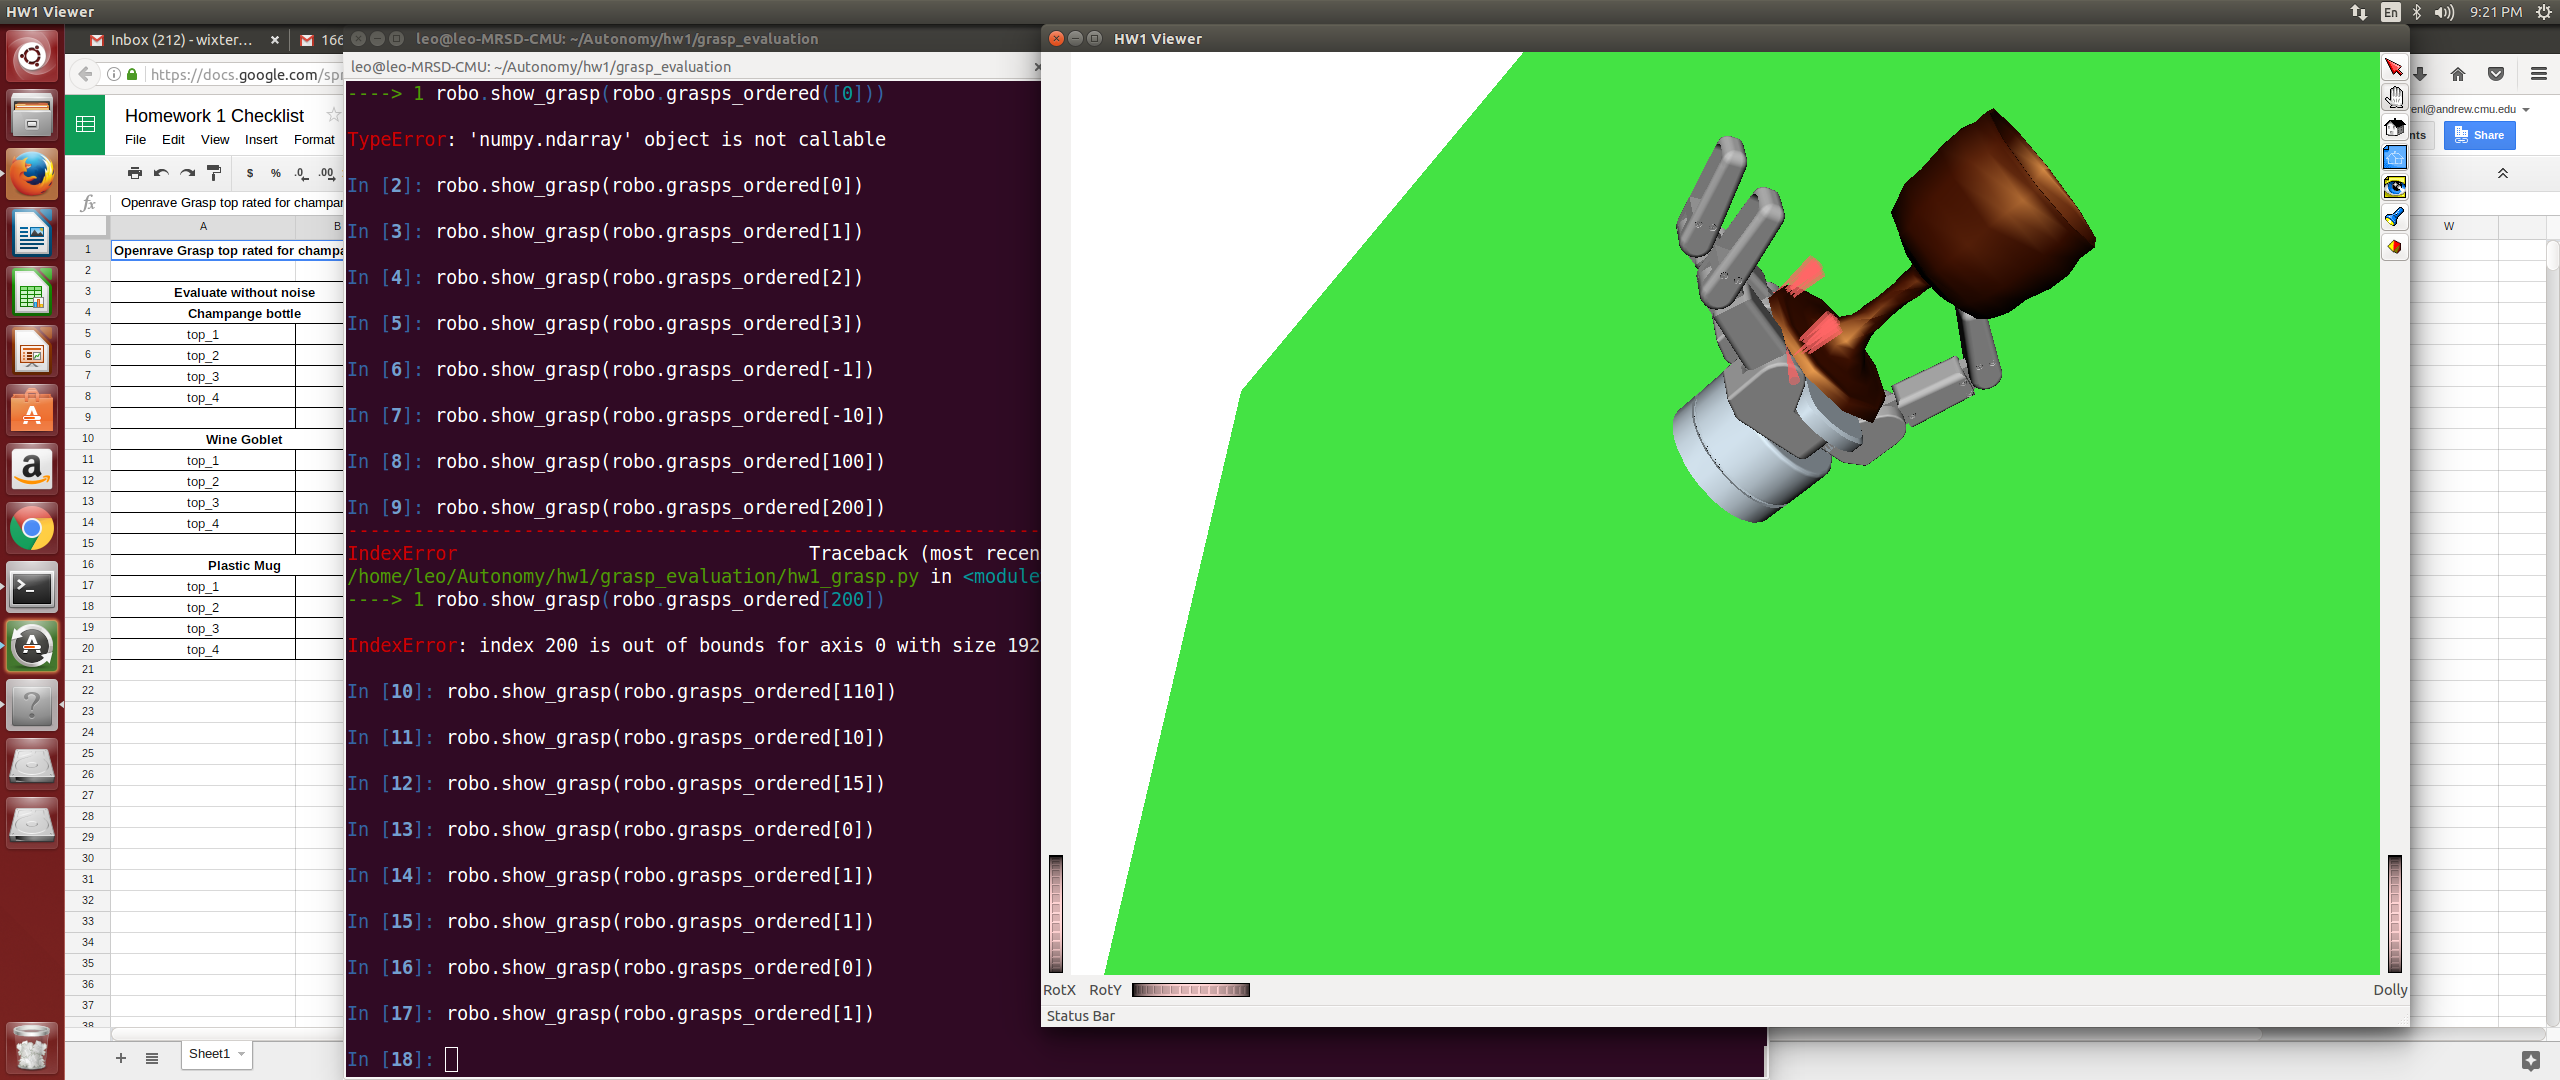 HW1 Viewer
En
9:21 PM
Inbox (212) - wixter...
166
https://docs.google.com/spr
Homework 1 Checklist
File Edit View Insert Format
$ % .0 .00
fx Openrave Grasp top rated for champa
A B
1 Openrave Grasp top rated for champa
2
3 Evaluate without noise
4 Champange bottle
5 top_1
6 top_2
7 top_3
8 top_4
9
10 Wine Goblet
11 top_1
12 top_2
13 top_3
14 top_4
15
16 Plastic Mug
17 top_1
18 top_2
19 top_3
20 top_4
21
22
23
24
25
26
27
28
29
30
31
32
33
34
35
36
37
38
Sheet1
leo@leo-MRSD-CMU: ~/Autonomy/hw1/grasp_evaluation
leo@leo-MRSD-CMU: ~/Autonomy/hw1/grasp_evaluation
----> 1 robo.show_grasp(robo.grasps_ordered([0]))
TypeError: 'numpy.ndarray' object is not callable
In [2]: robo.show_grasp(robo.grasps_ordered[0])
In [3]: robo.show_grasp(robo.grasps_ordered[1])
In [4]: robo.show_grasp(robo.grasps_ordered[2])
In [5]: robo.show_grasp(robo.grasps_ordered[3])
In [6]: robo.show_grasp(robo.grasps_ordered[-1])
In [7]: robo.show_grasp(robo.grasps_ordered[-10])
In [8]: robo.show_grasp(robo.grasps_ordered[100])
In [9]: robo.show_grasp(robo.grasps_ordered[200])
---------------------------------------------------------------
IndexError Traceback (most recen
/home/leo/Autonomy/hw1/grasp_evaluation/hw1_grasp.py in <module
----> 1 robo.show_grasp(robo.grasps_ordered[200])
IndexError: index 200 is out of bounds for axis 0 with size 192
In [10]: robo.show_grasp(robo.grasps_ordered[110])
In [11]: robo.show_grasp(robo.grasps_ordered[10])
In [12]: robo.show_grasp(robo.grasps_ordered[15])
In [13]: robo.show_grasp(robo.grasps_ordered[0])
In [14]: robo.show_grasp(robo.grasps_ordered[1])
In [15]: robo.show_grasp(robo.grasps_ordered[1])
In [16]: robo.show_grasp(robo.grasps_ordered[0])
In [17]: robo.show_grasp(robo.grasps_ordered[1])
In [18]:
HW1 Viewer
RotX RotY
Dolly
Status Bar
enl@andrew.cmu.edu
nts
Share
W